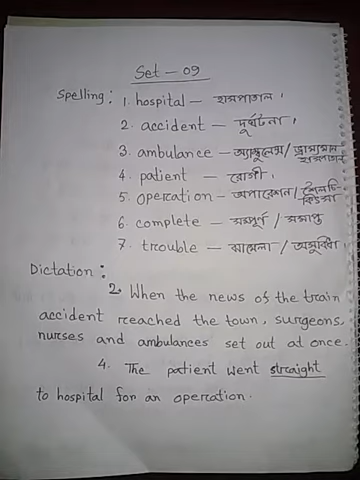 Set - 09
Spelling: 1. hospital - হাসপাতাল।
2. accident - দুর্ঘটনা।
3. ambulance - অ্যাম্বুলেন্স / ভ্রাম্যমান হাসপাতাল
4. patient - রোগী।
5. operation - অপারেশন /
6. complete - সম্পূর্ণ / সমাপ্ত
7. trouble - ঝামেলা / অসুবিধা।
Dictation:
2. When the news of the train
accident reached the town, surgeons,
nurses and ambulances set out at once.
4. The patient went straight
to hospital for an operation.